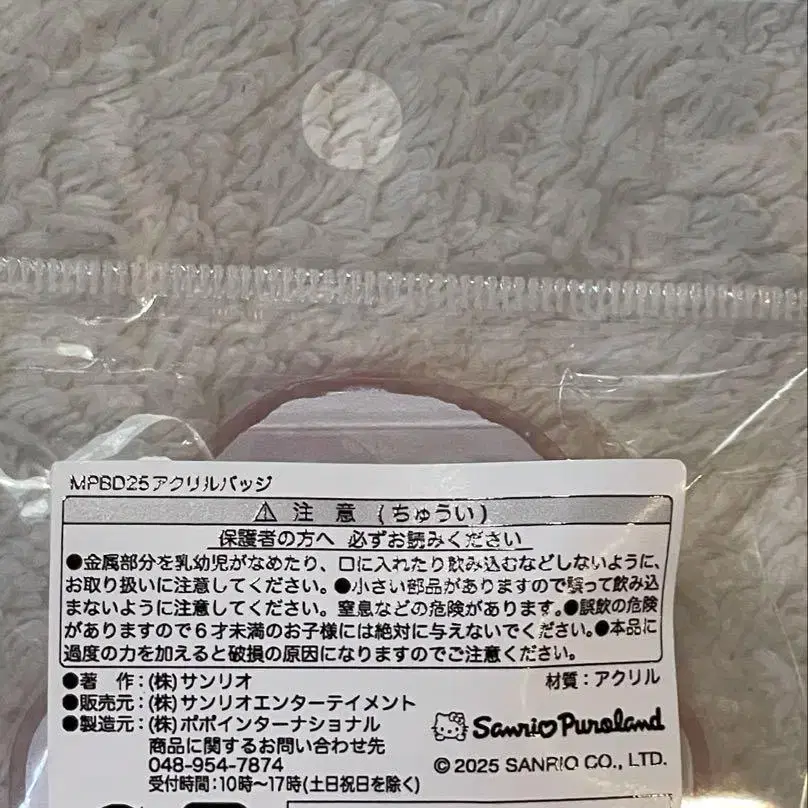 MPBD25アクリルバッジ
⚠ 注 意 (ちゅうい)
保護者の方へ 必ずお読みください
●金属部分を乳幼児がなめたり、口に入れたり飲み込むなどしないように、
お取り扱いに注意してください。●小さい部品がありますので誤って飲み込
まないように注意してください。窒息などの危険があります。●誤飲の危険
がありますので6才未満のお子様には絶対に与えないでください。●本品に
過度の力を加えると破損の原因になりますのでご注意ください。
●著 作：(株)サンリオ 材質：アクリル
●販売元：(株)サンリオエンターテイメント
●製造元：(株)ポポインターナショナル
商品に関するお問い合わせ先
048-954-7874
受付時間：10時～17時(土日祝日を除く)
Sanrio Puroland
© 2025 SANRIO CO., LTD.